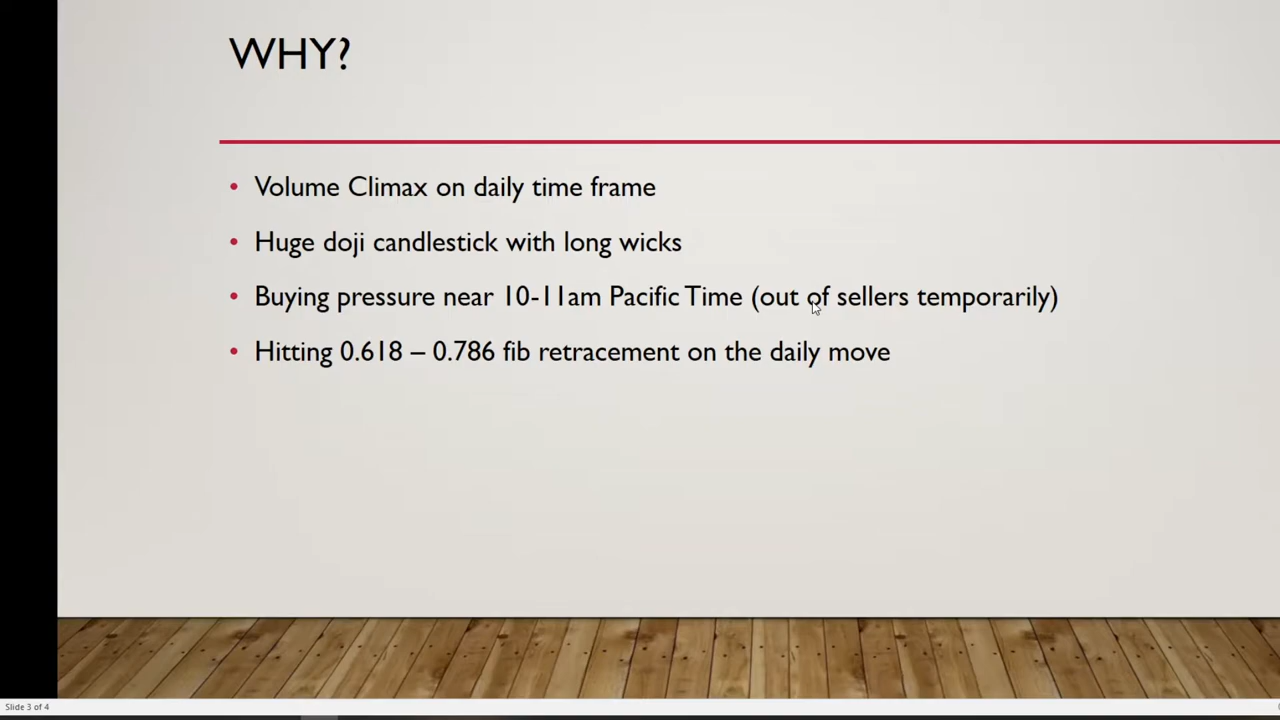 WHY?
• Volume Climax on daily time frame
• Huge doji candlestick with long wicks
• Buying pressure near 10-11am Pacific Time (out of sellers temporarily)
• Hitting 0.618 – 0.786 fib retracement on the daily move
Slide 3 of 4